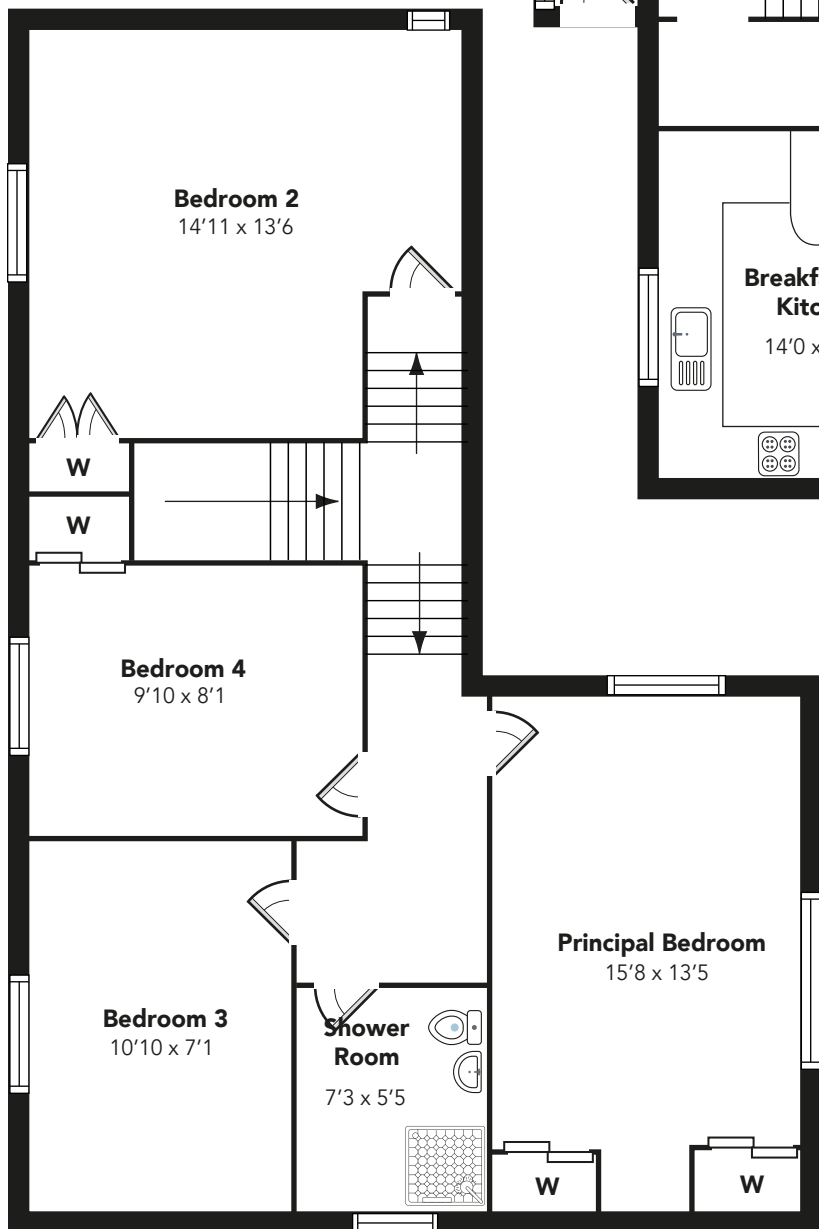 Bedroom 2
14'11 x 13'6
Breakf
Kitc
14'0 x
W
W
Bedroom 4
9'10 x 8'1
Principal Bedroom
15'8 x 13'5
Bedroom 3
10'10 x 7'1
Shower
Room
7'3 x 5'5
W
W